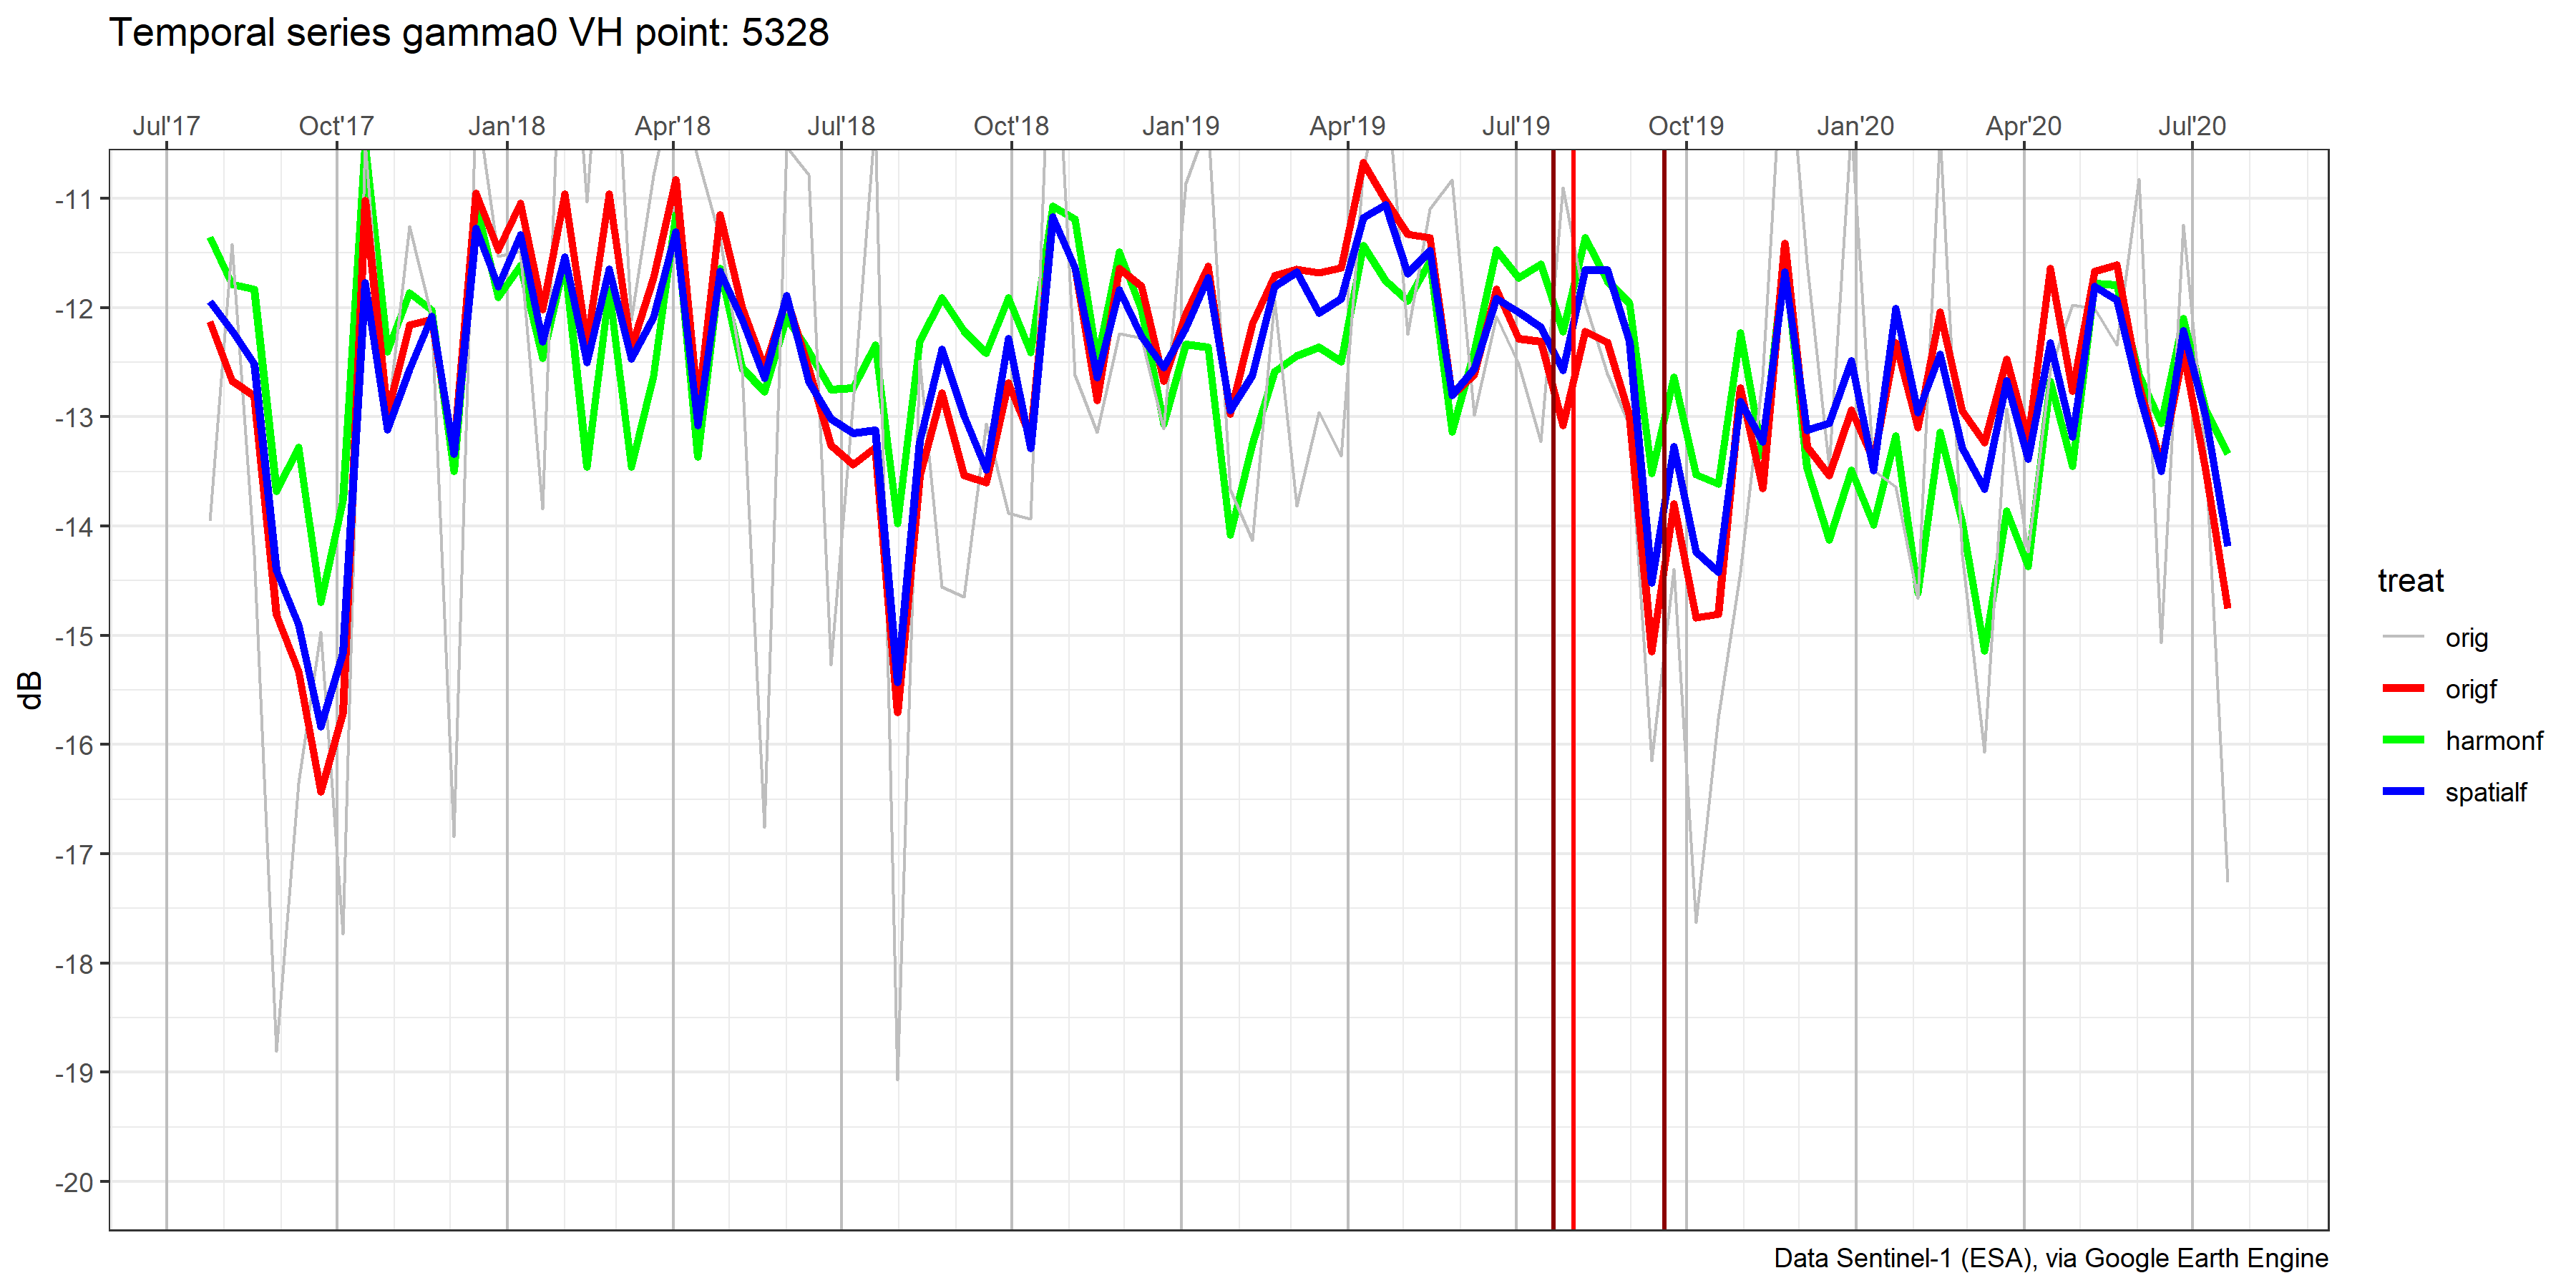 Temporal series gamma0 VH point: 5328
Jul'17 Oct'17 Jan'18 Apr'18 Jul'18 Oct'18 Jan'19 Apr'19 Jul'19 Oct'19 Jan'20 Apr'20 Jul'20
-11
-12
-13
-14
-15
-16
-17
-18
-19
-20
dB
treat
orig
origf
harmonf
spatialf
Data Sentinel-1 (ESA), via Google Earth Engine